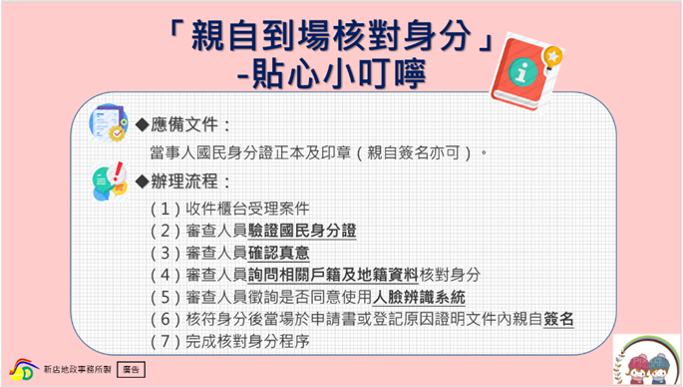 「親自到場核對身分」
-貼心小叮嚀
◆應備文件：
當事人國民身分證正本及印章（親自簽名亦可）。
◆辦理流程：
（1）收件櫃台受理案件
（2）審查人員驗證國民身分證
（3）審查人員確認真意
（4）審查人員詢問相關戶籍及地籍資料核對身分
（5）審查人員徵詢是否同意使用人臉辨識系統
（6）核符身分後當場於申請書或登記原因證明文件內親自簽名
（7）完成核對身分程序
新店地政事務所製 廣告